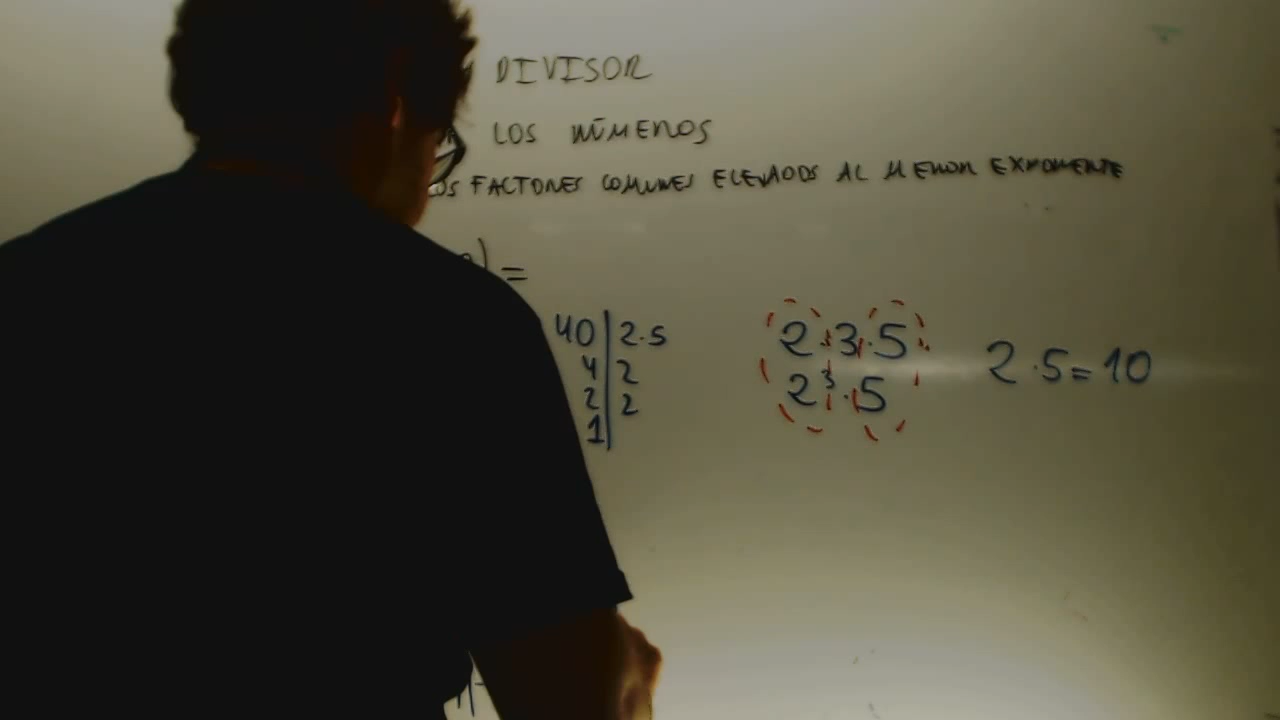 DIVISOR
LOS NÚMEROS
LOS FACTORES COMUNES ELEVADOS AL MENOR EXPONENTE
) =
40 | 2·5
4 | 2
2 | 2
1
2·3·5
2³·5
2·5=10